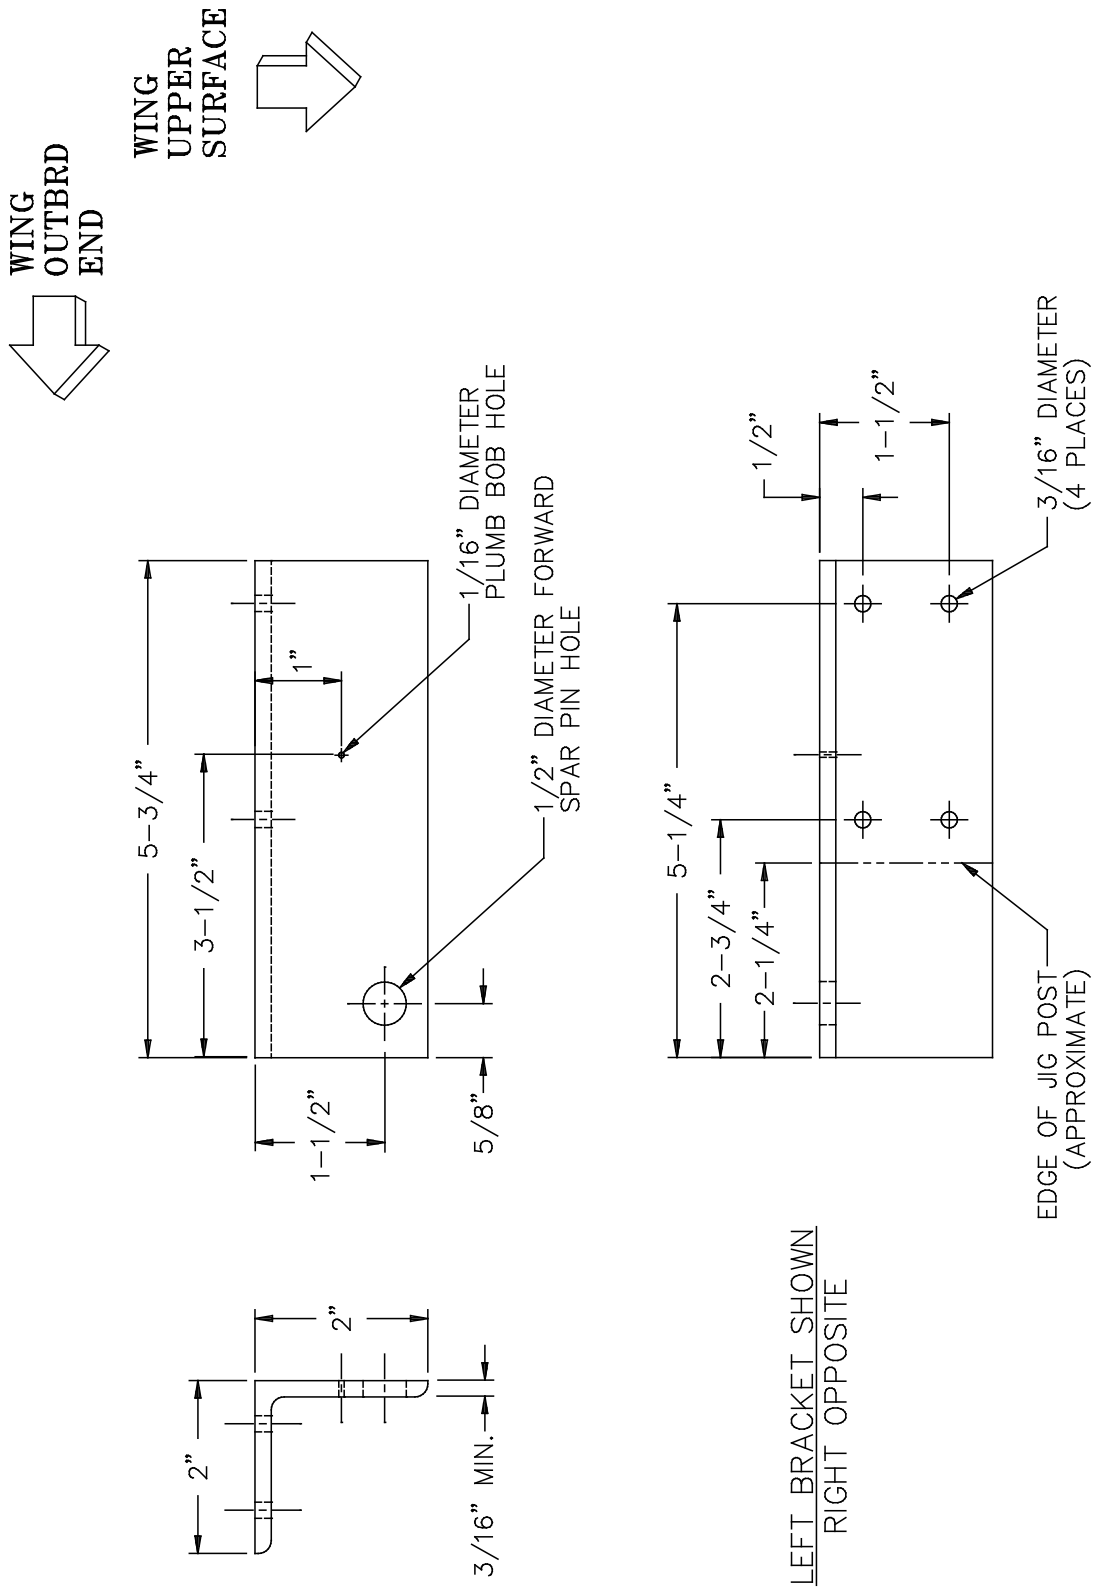 WING
OUTBRD
END
WING
UPPER
SURFACE
5-3/4”
3-1/2”
1”
1/16” DIAMETER
PLUMB BOB HOLE
1/2” DIAMETER FORWARD
SPAR PIN HOLE
1-1/2”
5/8”
2”
2”
3/16” MIN.
5-1/4”
2-3/4”
2-1/4”
1/2”
1-1/2”
3/16” DIAMETER
(4 PLACES)
EDGE OF JIG POST
(APPROXIMATE)
LEFT BRACKET SHOWN
RIGHT OPPOSITE